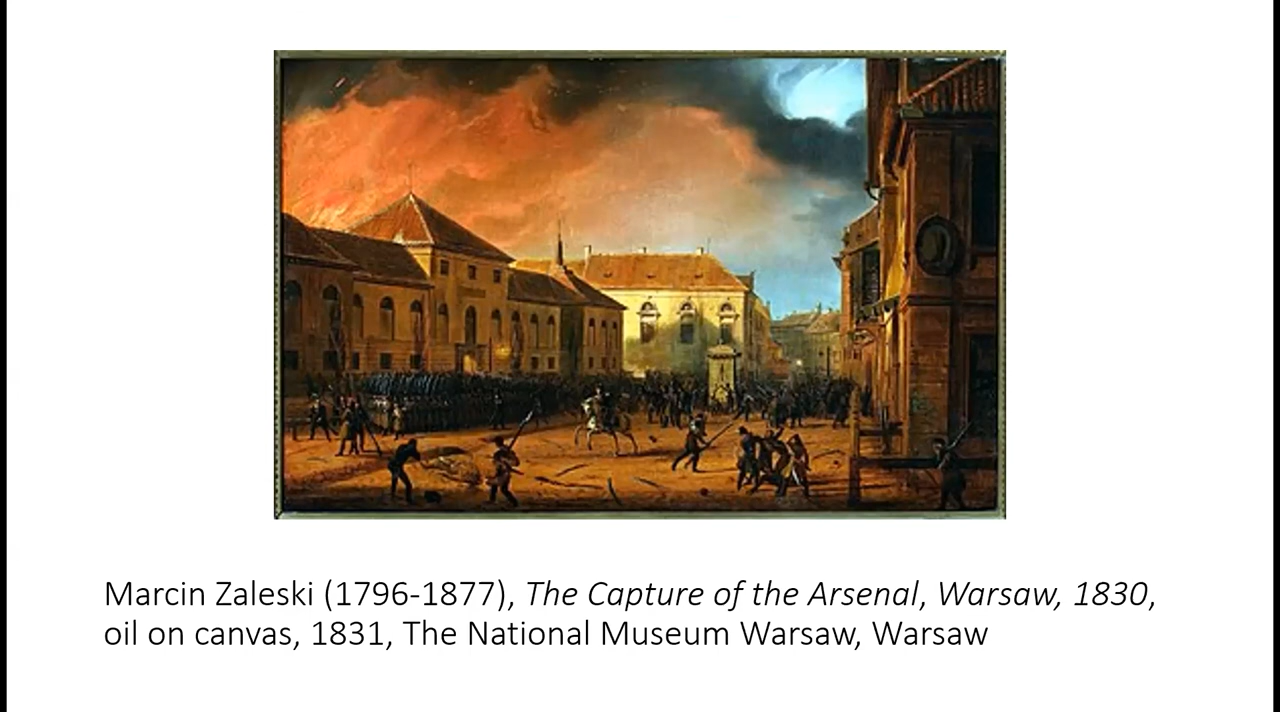 Marcin Zaleski (1796-1877), The Capture of the Arsenal, Warsaw, 1830,
oil on canvas, 1831, The National Museum Warsaw, Warsaw